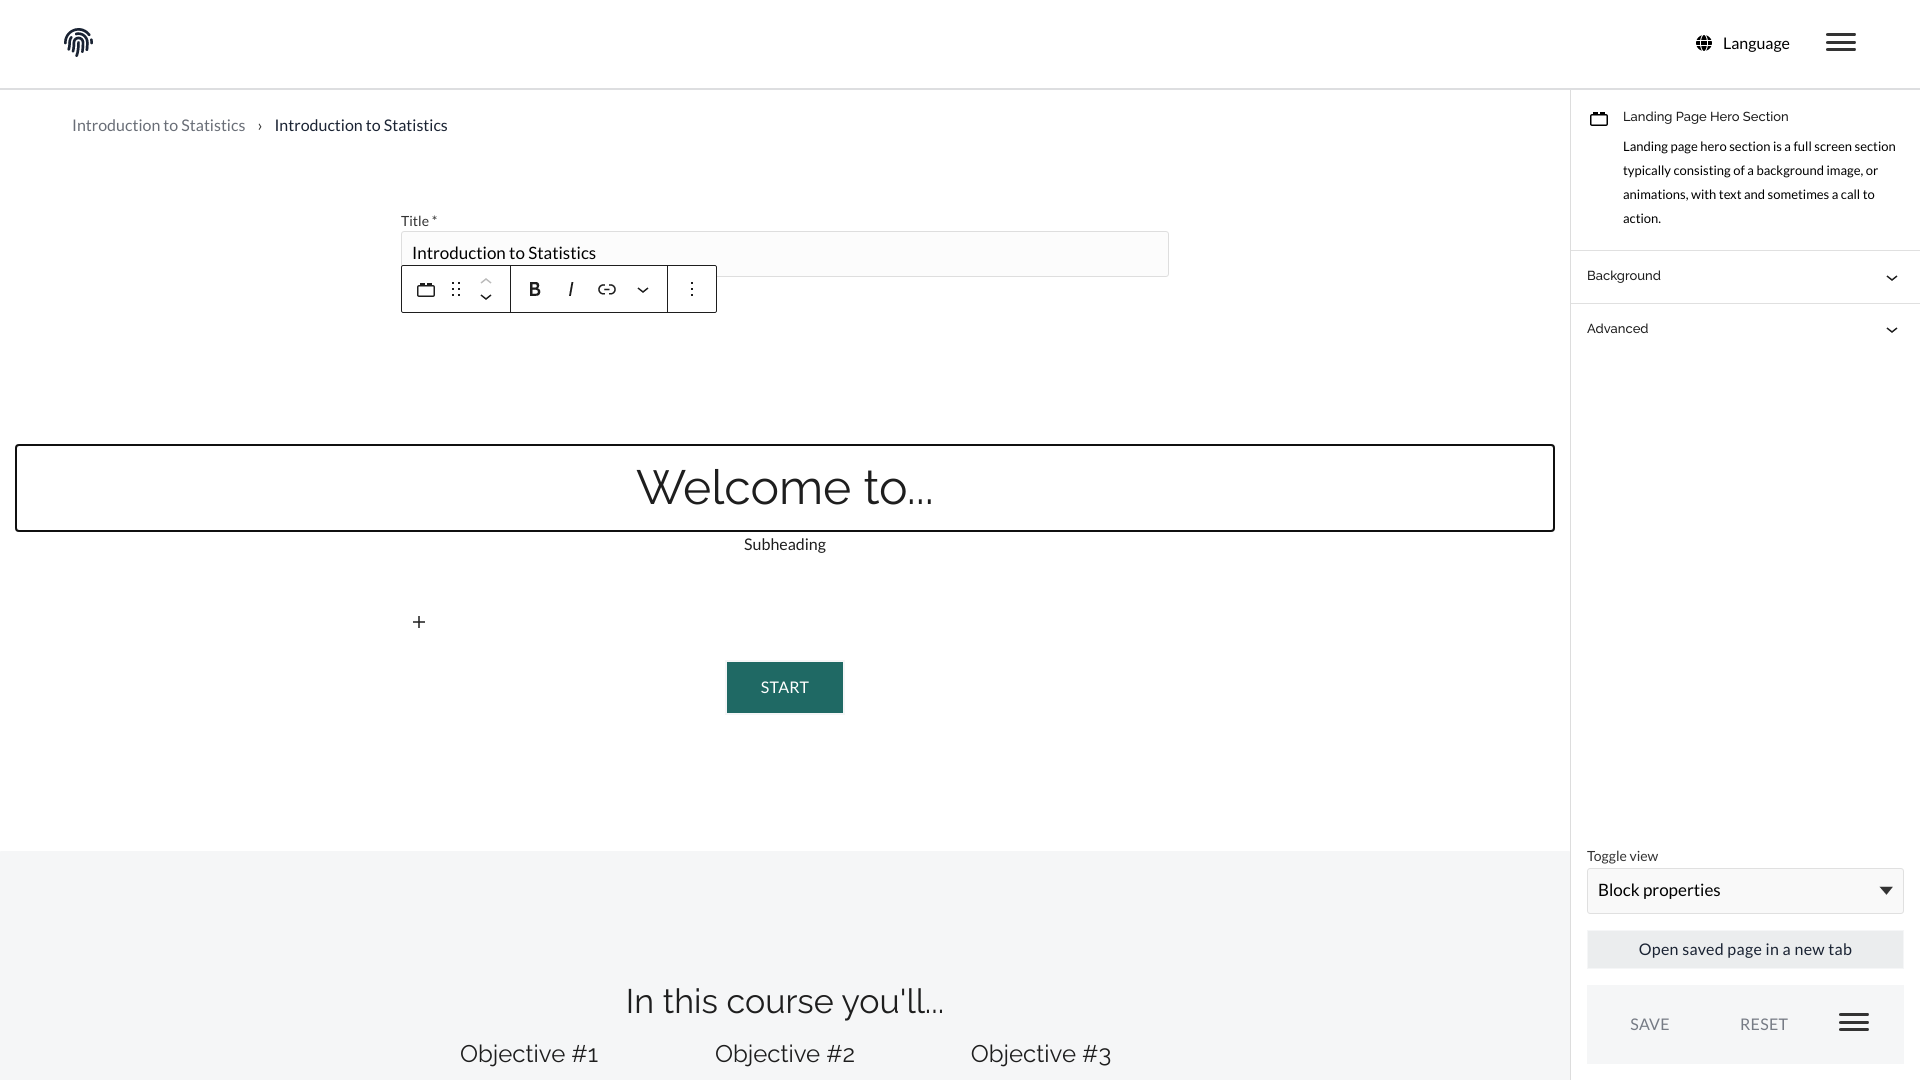 Language
Introduction to Statistics › Introduction to Statistics
Title *
Introduction to Statistics
B I
Welcome to...
Subheading
START
In this course you'll...
Objective #1 Objective #2 Objective #3
Landing Page Hero Section
Landing page hero section is a full screen section
typically consisting of a background image, or
animations, with text and sometimes a call to
action.
Background
Advanced
Toggle view
Block properties
Open saved page in a new tab
SAVE RESET